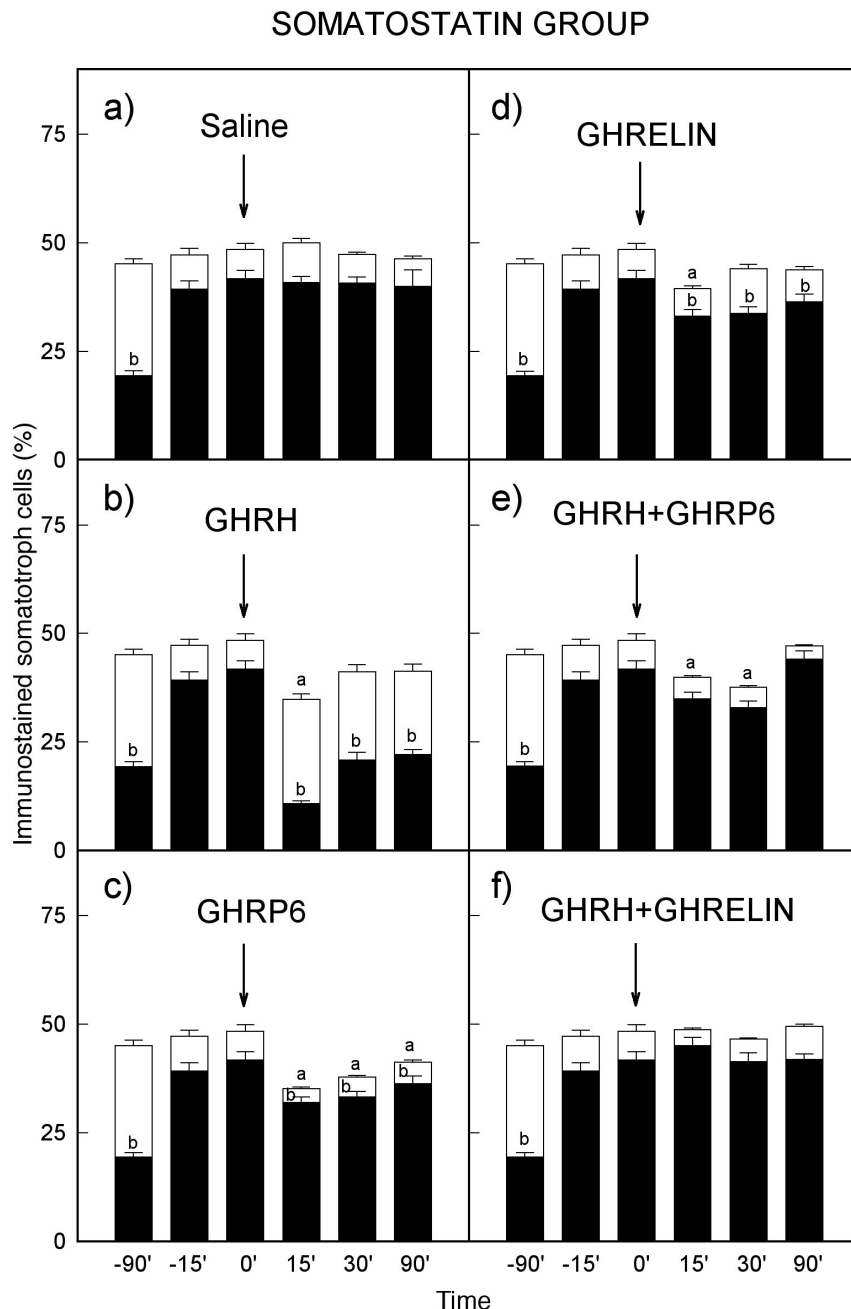 SOMATOSTATIN GROUP
Immunostained somatotroph cells (%)
a)
Saline
75
50
25
0
b
d)
GHRELIN
b
a
b
b
b
b)
GHRH
75
50
25
0
b
a
b
b
b
e)
GHRH+GHRP6
b
a
a
c)
GHRP6
75
50
25
0
b
a
b
a
b
a
b
f)
GHRH+GHRELIN
b
-90' -15' 0' 15' 30' 90'
-90' -15' 0' 15' 30' 90'
Time